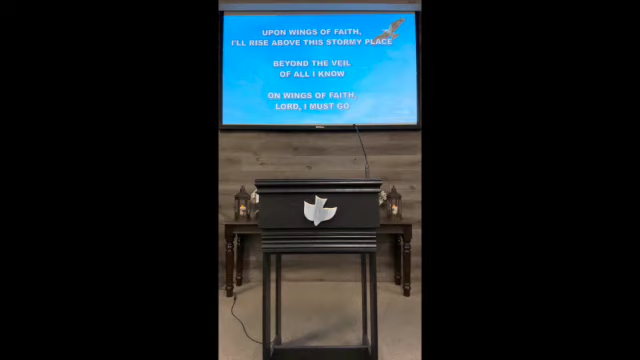 UPON WINGS OF FAITH,
I'LL RISE ABOVE THIS STORMY PLACE
BEYOND THE VEIL
OF ALL I KNOW
ON WINGS OF FAITH,
LORD, I MUST GO